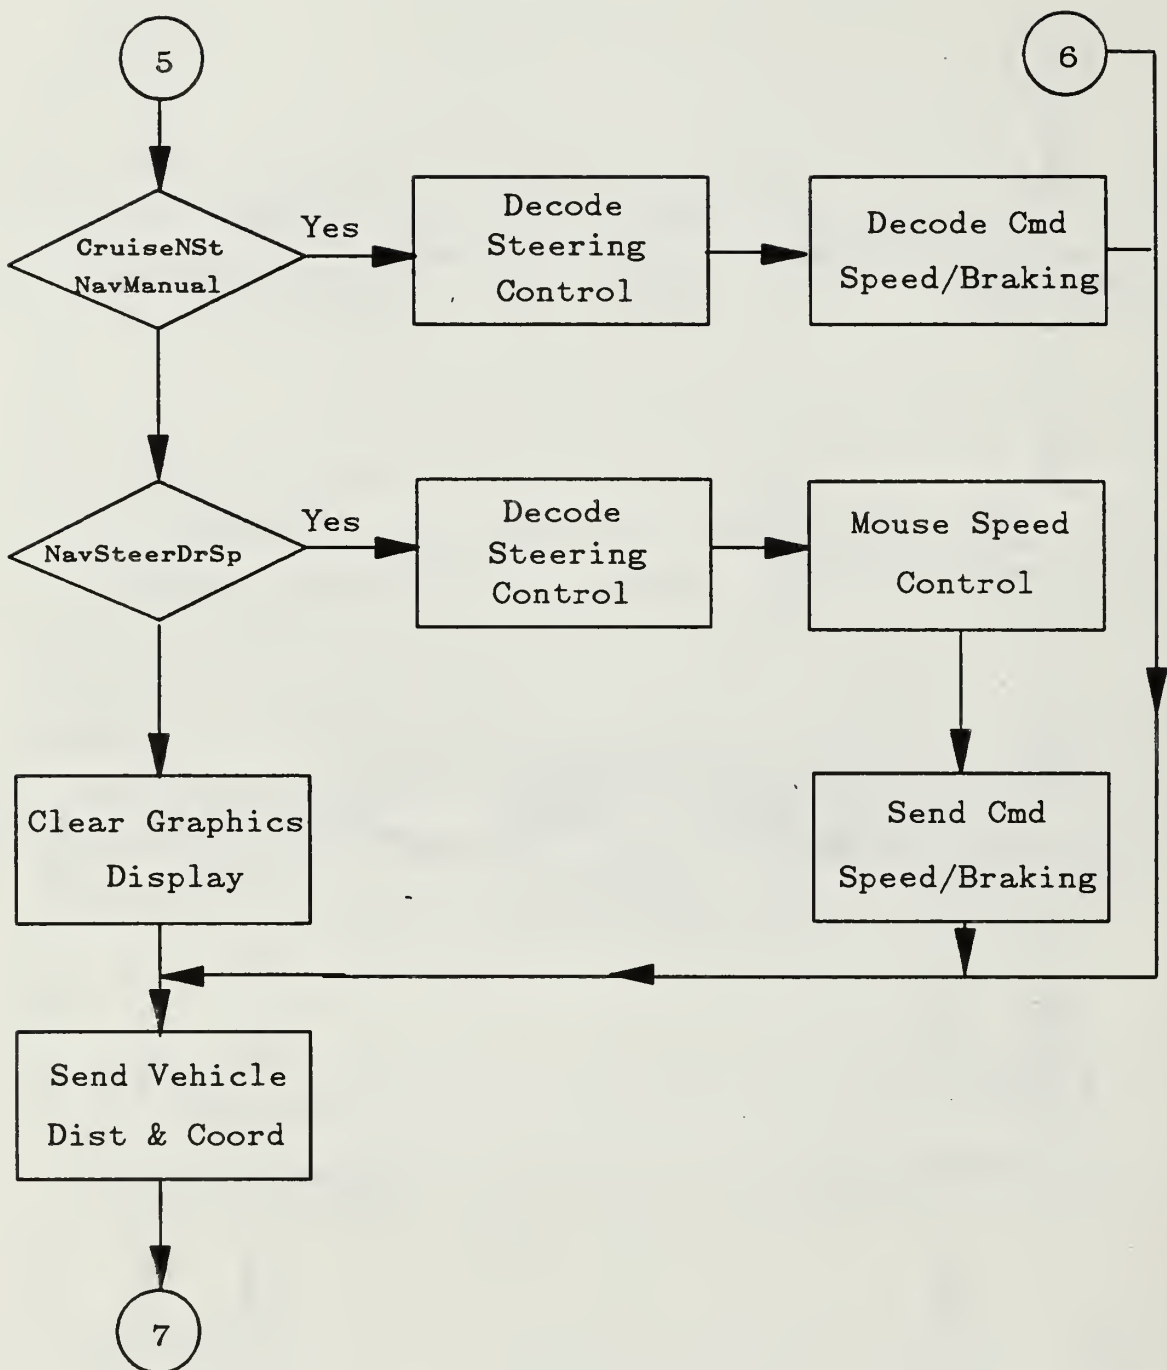 5
6
CruiseNSt
NavManual
Yes
Decode
Steering
Control
Decode Cmd
Speed/Braking
NavSteerDrSp
Yes
Decode
Steering
Control
Mouse Speed
Control
Clear Graphics
Display
Send Cmd
Speed/Braking
Send Vehicle
Dist & Coord
7